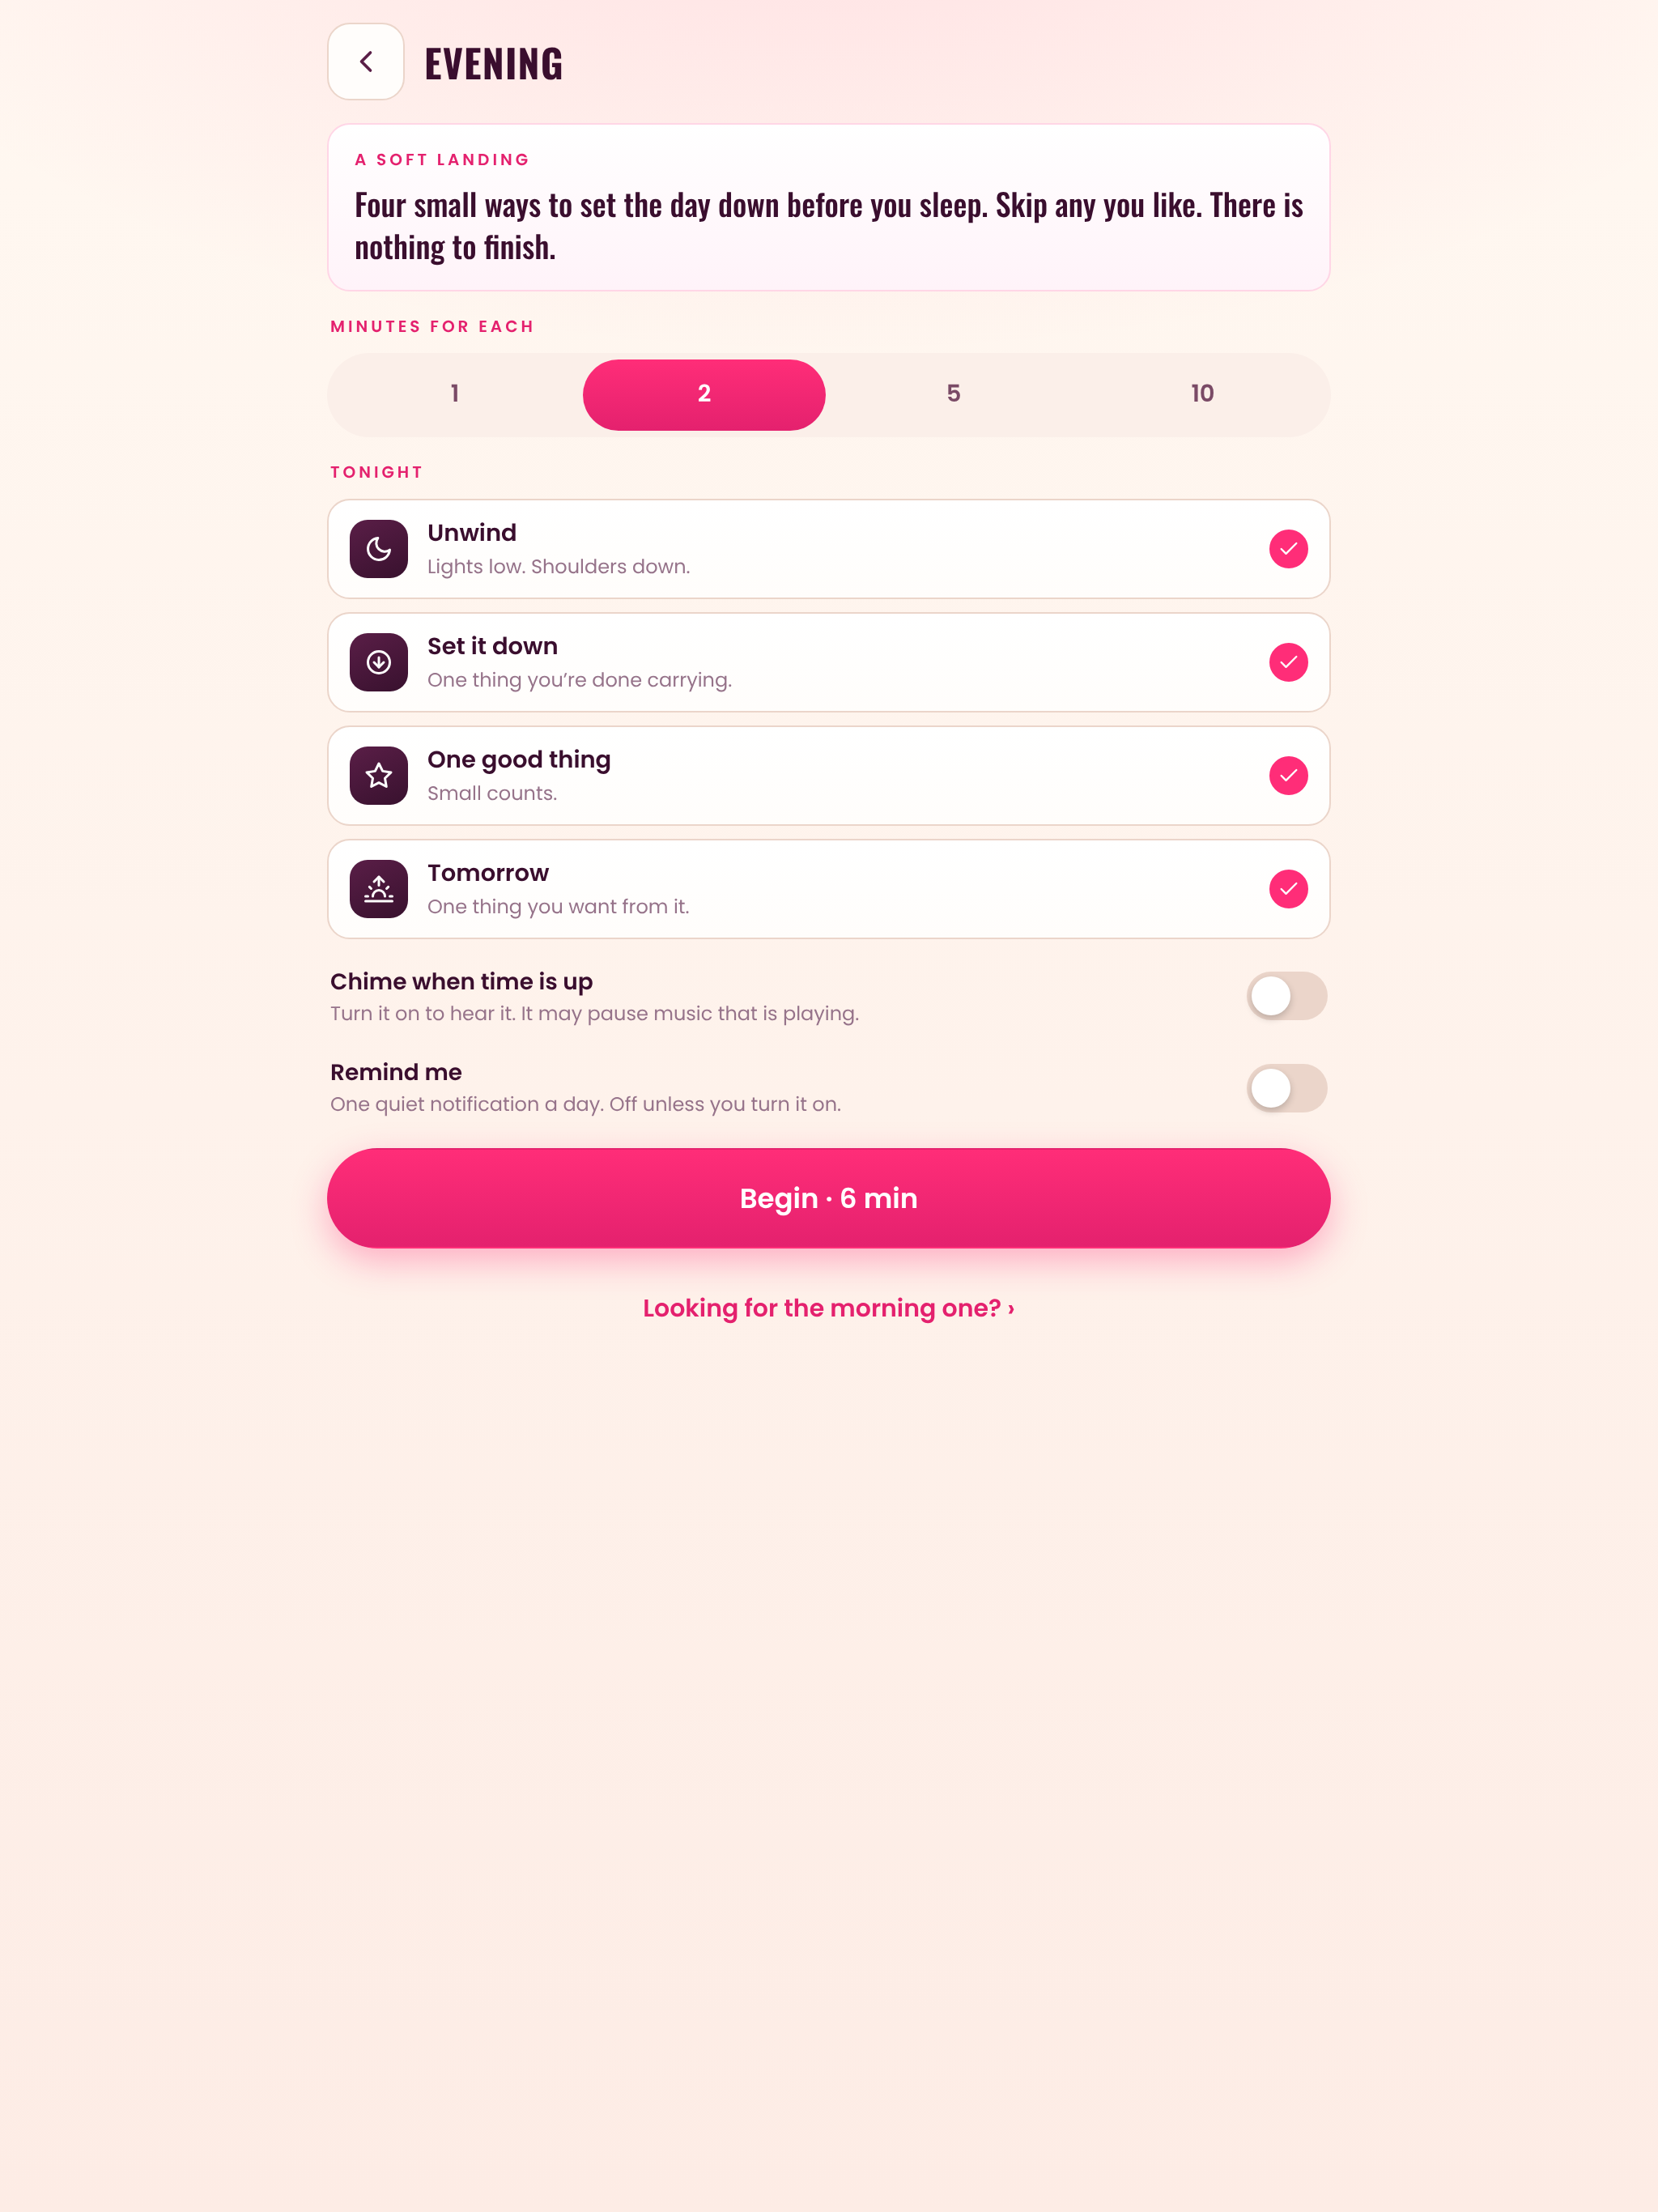 EVENING
A SOFT LANDING
Four small ways to set the day down before you sleep. Skip any you like. There is
nothing to finish.
MINUTES FOR EACH
1 2 5 10
TONIGHT
Unwind
Lights low. Shoulders down.
Set it down
One thing you’re done carrying.
One good thing
Small counts.
Tomorrow
One thing you want from it.
Chime when time is up
Turn it on to hear it. It may pause music that is playing.
Remind me
One quiet notification a day. Off unless you turn it on.
Begin · 6 min
Looking for the morning one? ›